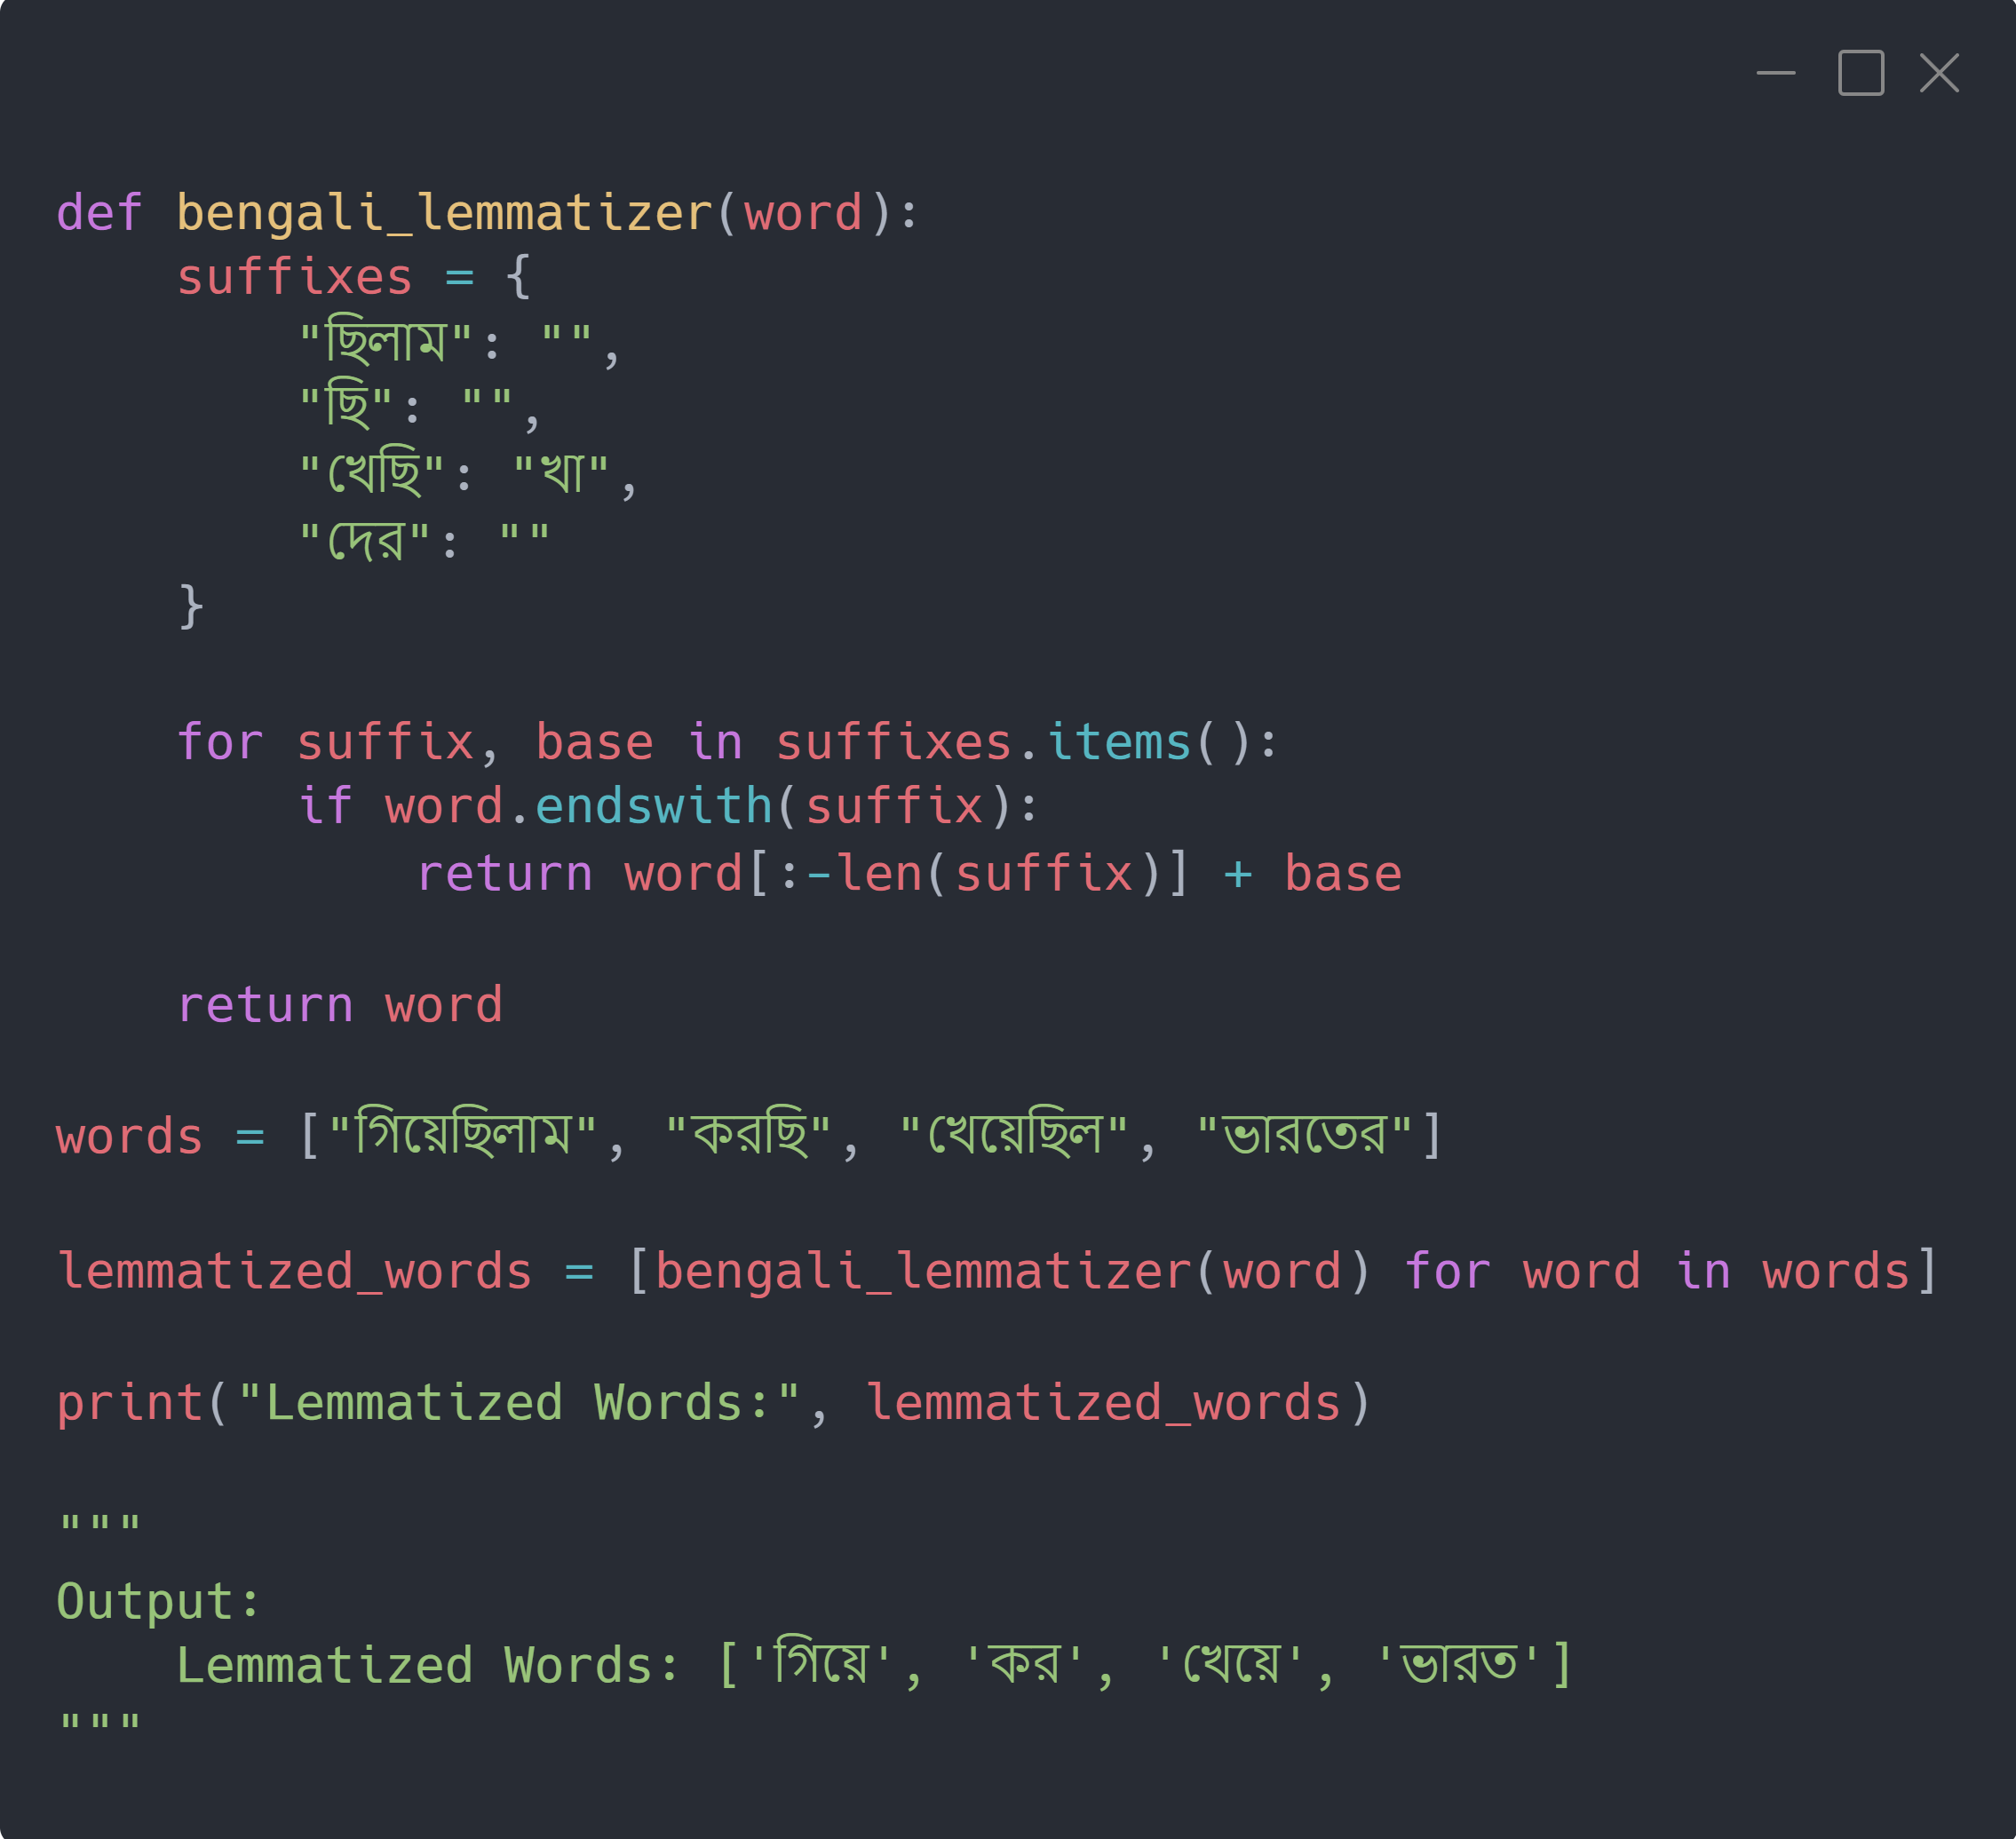 def bengali_lemmatizer(word):
    suffixes = {
        "ছিলাম": "",
        "ছি": "",
        "খেছি": "খা",
        "দের": ""
    }
    for suffix, base in suffixes.items():
        if word.endswith(suffix):
            return word[:-len(suffix)] + base
    return word
words = ["গিয়েছিলাম", "করছি", "খেয়েছিল", "ভারতের"]
lemmatized_words = [bengali_lemmatizer(word) for word in words]
print("Lemmatized Words:", lemmatized_words)
"""
Output:
    Lemmatized Words: ['গিয়ে', 'কর', 'খেয়ে', 'ভারত']
"""